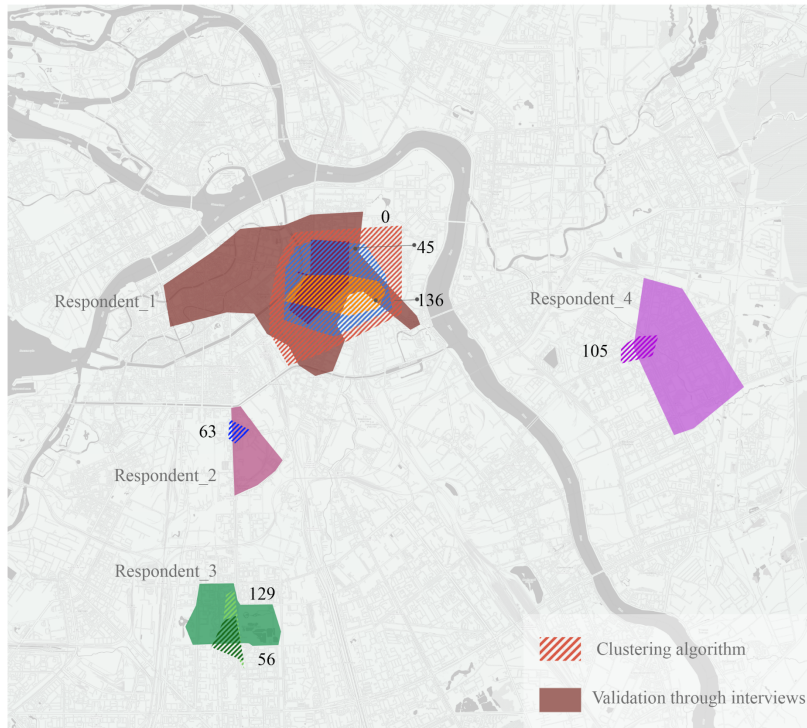 0
45
Respondent_1
136
Respondent_4
105
63
Respondent_2
Respondent_3
129
56
Clustering algorithm
Validation through interviews